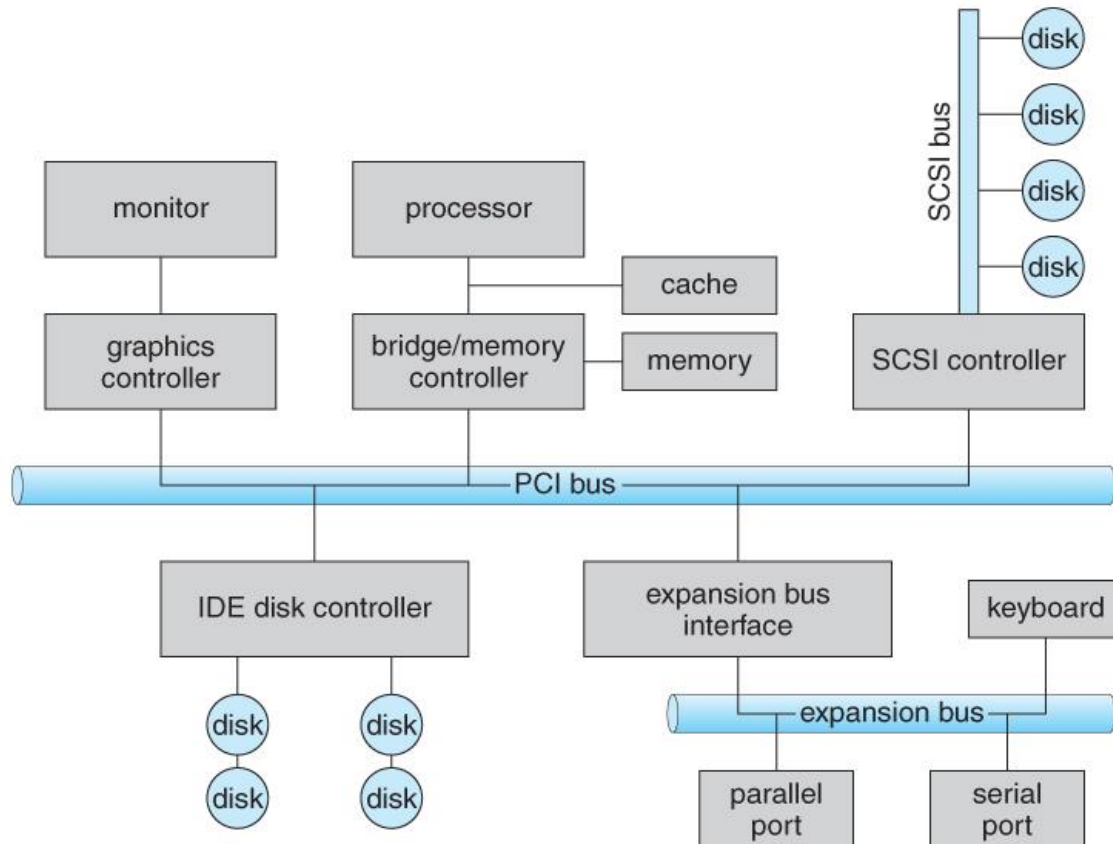 disk
disk
disk
disk
SCSI bus
monitor
processor
cache
graphics
controller
bridge/memory
controller
memory
SCSI controller
PCI bus
IDE disk controller
expansion bus
interface
keyboard
disk
disk
disk
disk
expansion bus
parallel
port
serial
port